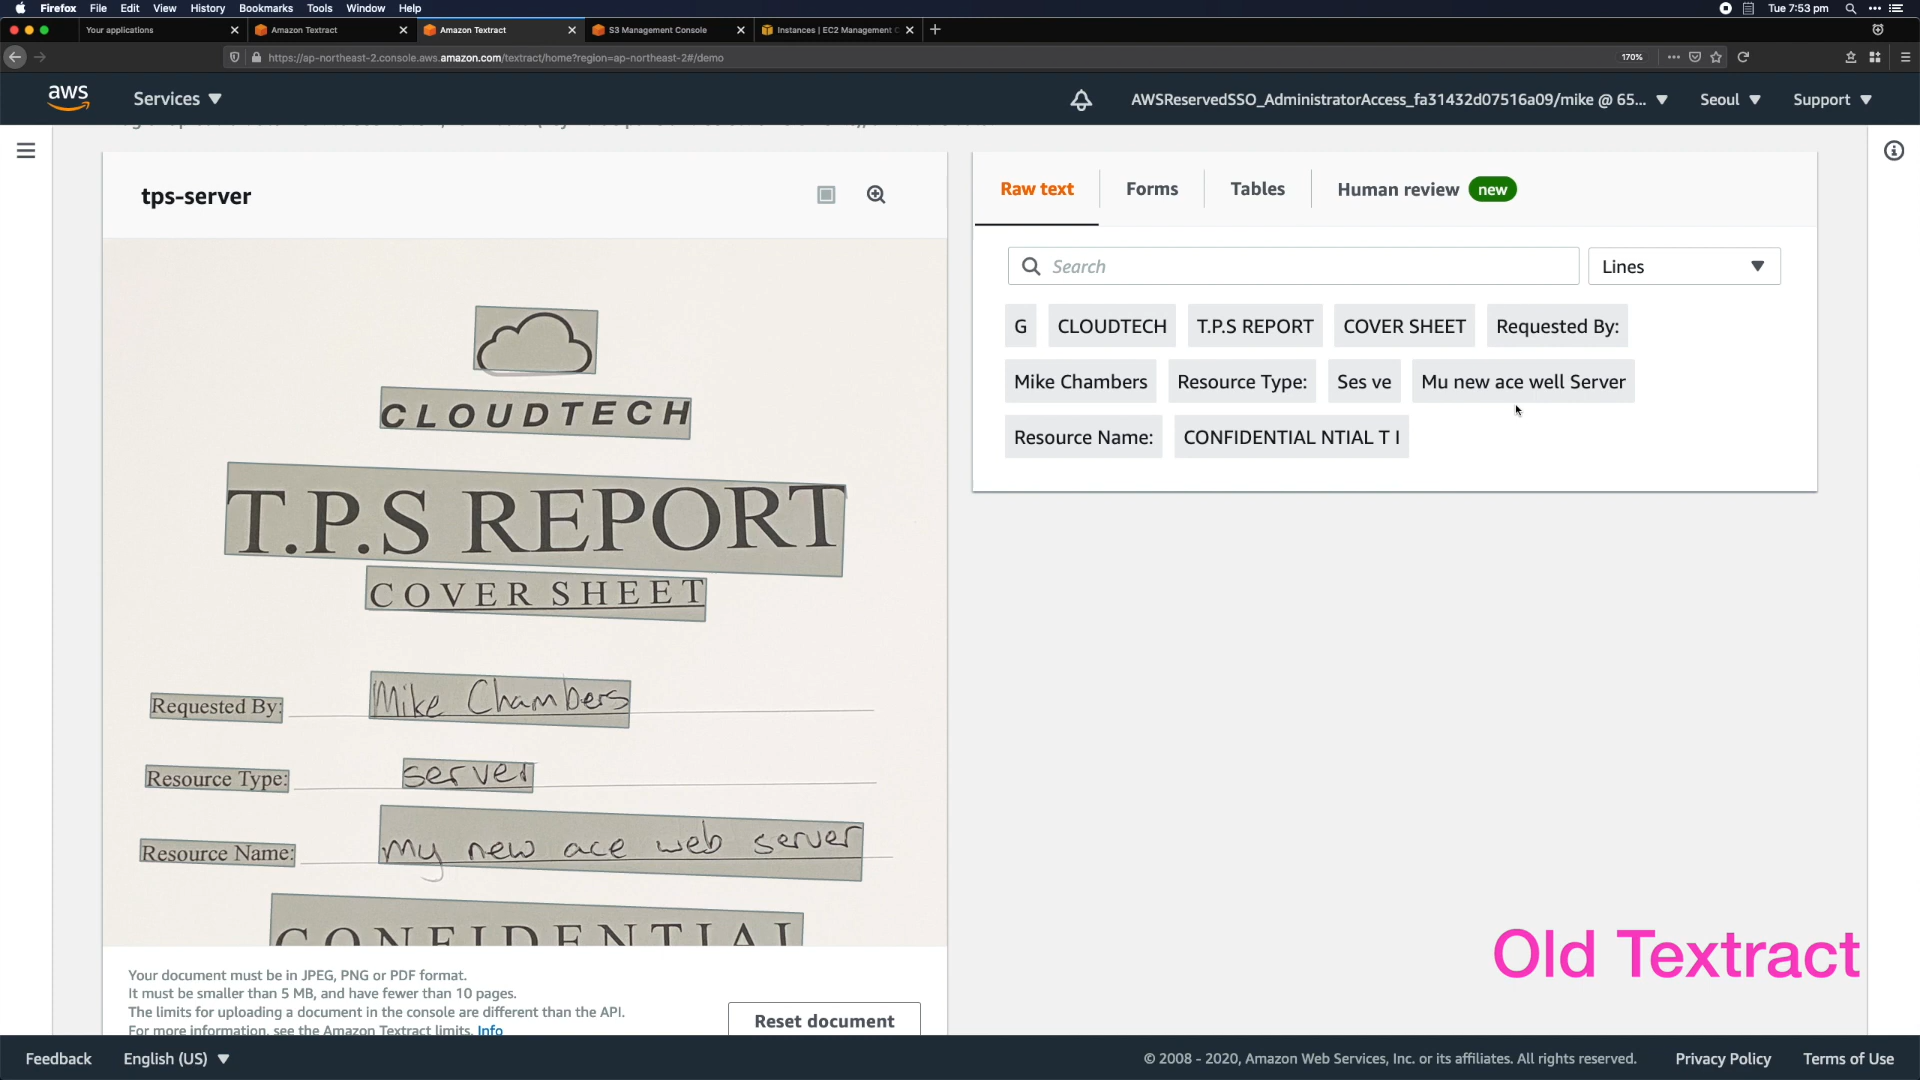 Firefox File Edit View History Bookmarks Tools Window Help
Tue 7:53 pm
Your applications
Amazon Textract
Amazon Textract
S3 Management Console
Instances | EC2 Management C
https://ap-northeast-2.console.aws.amazon.com/textract/home?region=ap-northeast-2#/demo
170%
aws
Services
AWSReservedSSO_AdministratorAccess_fa31432d07516a09/mike @ 65...
Seoul
Support
tps-server
CLOUDTECH
T.P.S REPORT
COVER SHEET
Requested By: Mike Chambers
Resource Type: server
Resource Name: my new ace web server
CONFIDENTIAL
Your document must be in JPEG, PNG or PDF format.
It must be smaller than 5 MB, and have fewer than 10 pages.
The limits for uploading a document in the console are different than the API.
For more information, see the Amazon Textract limits. Info
Reset document
Raw text Forms Tables Human review new
Search
Lines
G CLOUDTECH T.P.S REPORT COVER SHEET Requested By:
Mike Chambers Resource Type: Ses ve Mu new ace well Server
Resource Name: CONFIDENTIAL NTIAL T I
Old Textract
Feedback English (US)
© 2008 - 2020, Amazon Web Services, Inc. or its affiliates. All rights reserved.
Privacy Policy Terms of Use